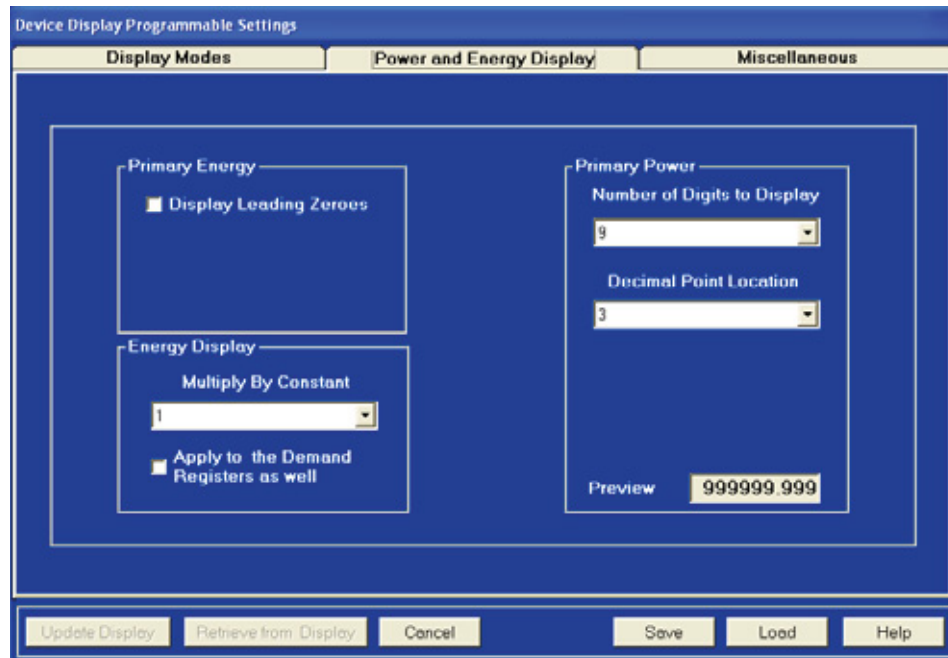 Device Display Programmable Settings
Display Modes
Power and Energy Display
Miscellaneous
Primary Energy
Display Leading Zeroes
Energy Display
Multiply By Constant
1
Apply to the Demand
Registers as well
Primary Power
Number of Digits to Display
9
Decimal Point Location
3
Preview
999999.999
Update Display
Retrieve from Display
Cancel
Save
Load
Help